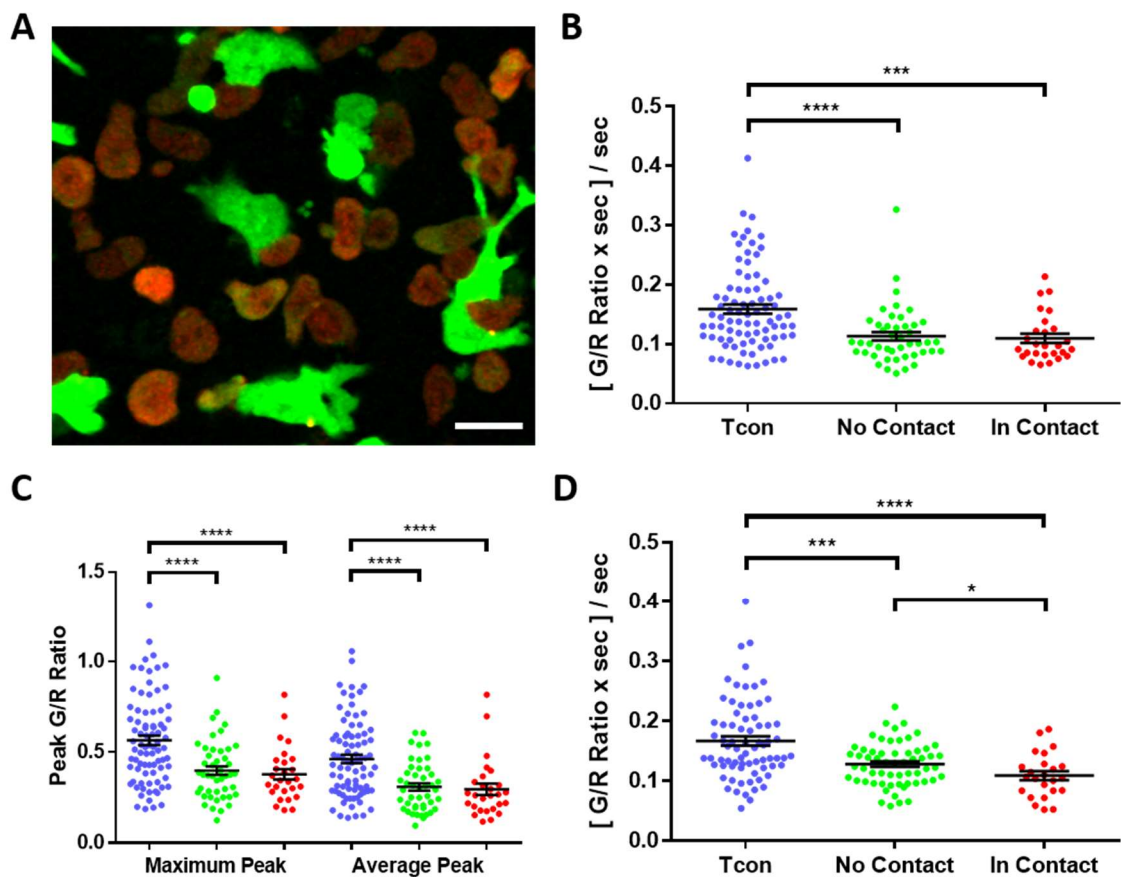 A
B
***
****
[ G/R Ratio x sec ] / sec
0.5
0.4
0.3
0.2
0.1
0.0
Tcon No Contact In Contact
C
****
****
****
****
Peak G/R Ratio
1.5
1.0
0.5
0.0
Maximum Peak Average Peak
D
****
***
*
[ G/R Ratio x sec ] / sec
0.5
0.4
0.3
0.2
0.1
0.0
Tcon No Contact In Contact